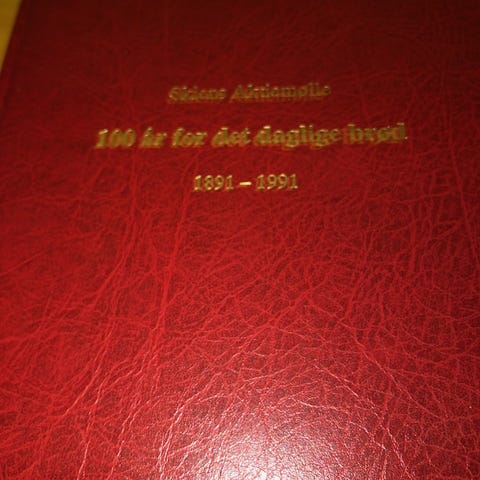 Skiens Aktiemølle
100 år for det daglige brød
1891 – 1991